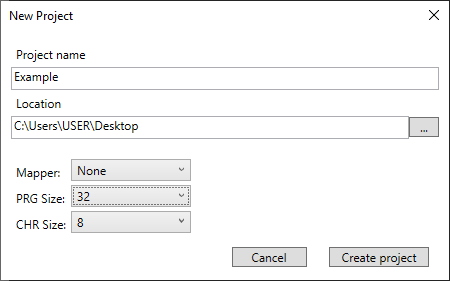 New Project
Project name
Example
Location
C:\Users\USER\Desktop
...
Mapper: None
PRG Size: 32
CHR Size: 8
Cancel Create project